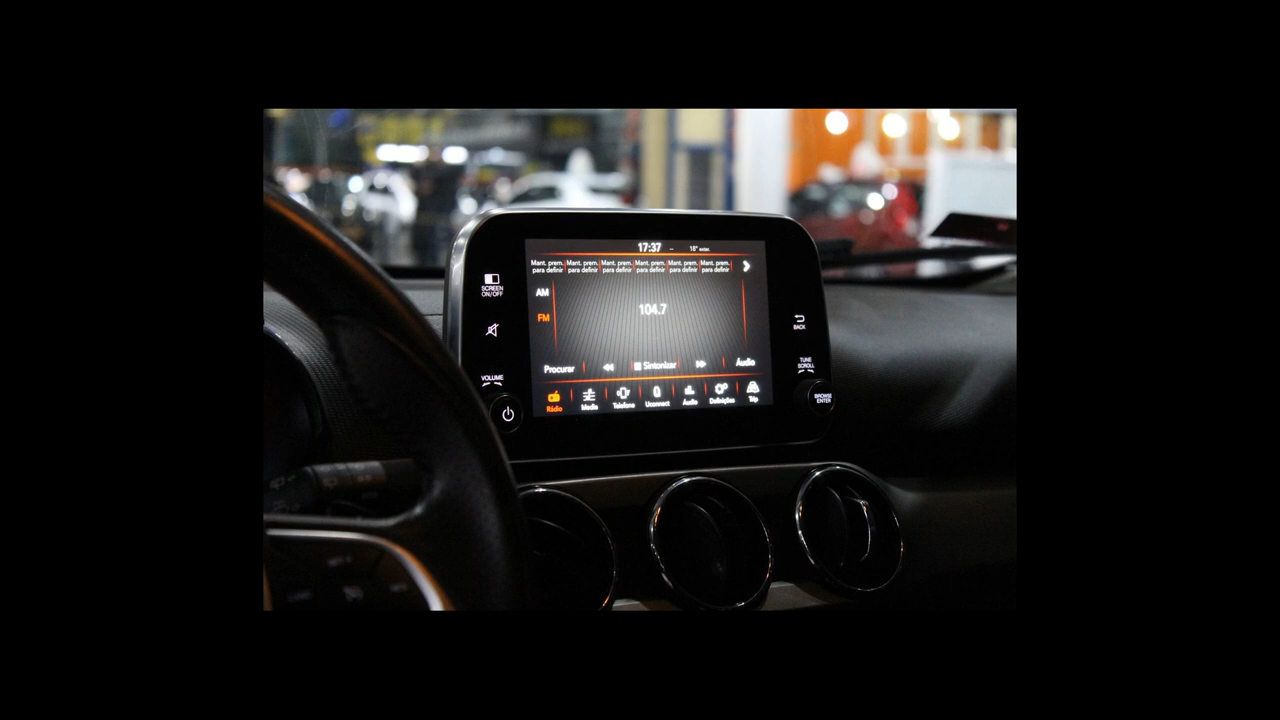 17:37 -- 18° exter.
Mant. prem. Mant. prem. Mant. prem. Mant. prem. Mant. prem. Mant. prem.
para definir para definir para definir para definir para definir para definir
SCREEN
ON/OFF
AM
FM
104.7
BACK
Procurar
Sintonizar
Áudio
VOLUME
TUNE
SCROLL
Rádio Media Telefone Uconnect Áudio Definições Trip
BROWSE
ENTER